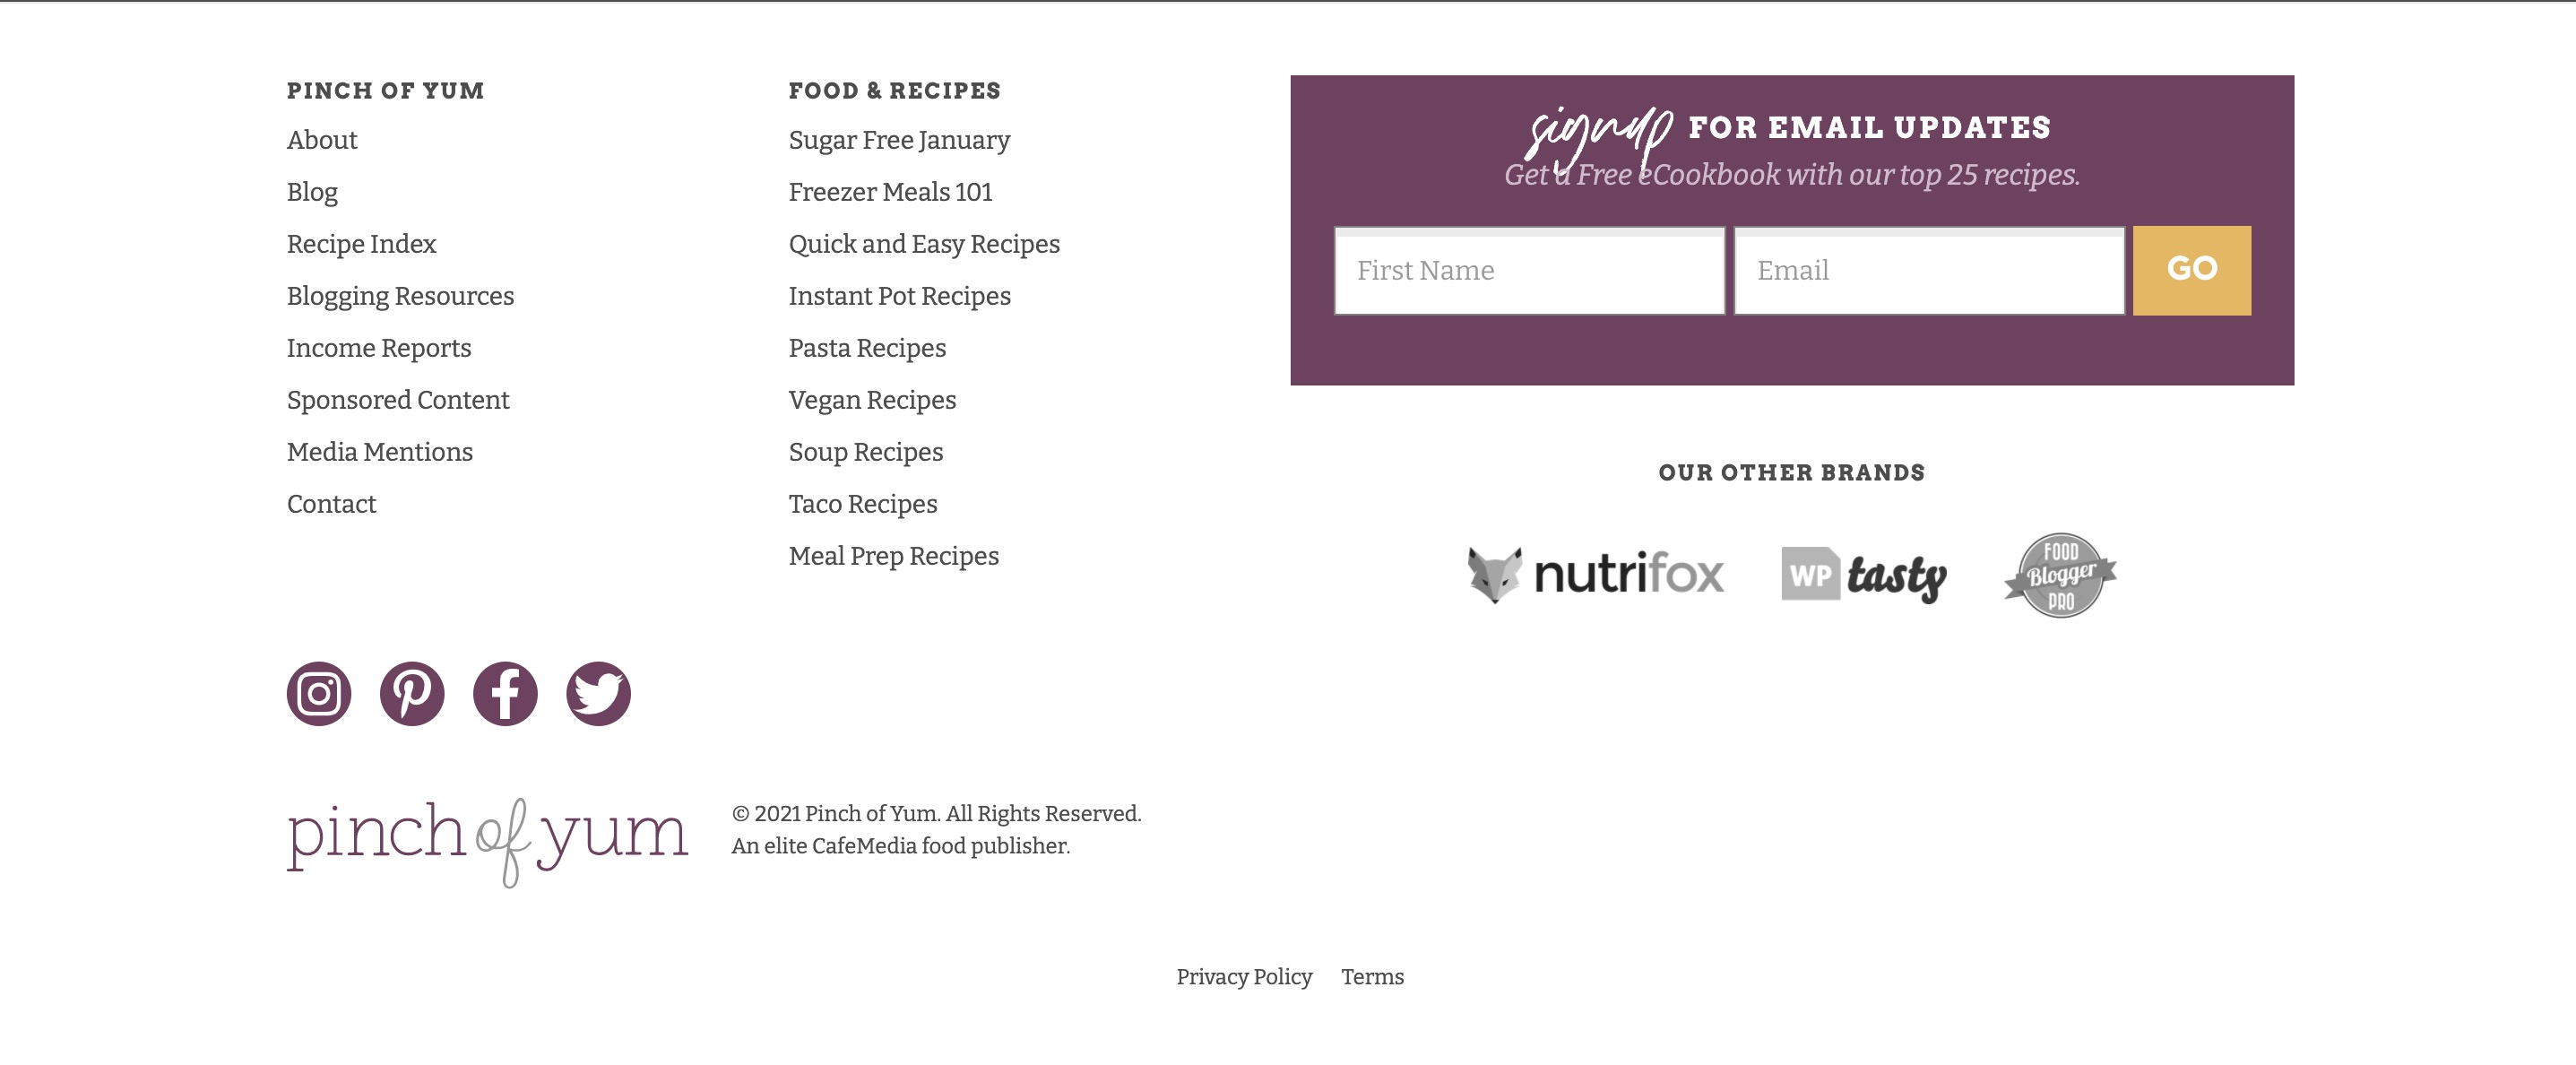 PINCH OF YUM
About
Blog
Recipe Index
Blogging Resources
Income Reports
Sponsored Content
Media Mentions
Contact
FOOD & RECIPES
Sugar Free January
Freezer Meals 101
Quick and Easy Recipes
Instant Pot Recipes
Pasta Recipes
Vegan Recipes
Soup Recipes
Taco Recipes
Meal Prep Recipes
signup FOR EMAIL UPDATES
Get a Free eCookbook with our top 25 recipes.
First Name
Email
GO
OUR OTHER BRANDS
nutrifox
WP tasty
FOOD
Blogger
PRO
pinch of yum
© 2021 Pinch of Yum. All Rights Reserved.
An elite CafeMedia food publisher.
Privacy Policy Terms